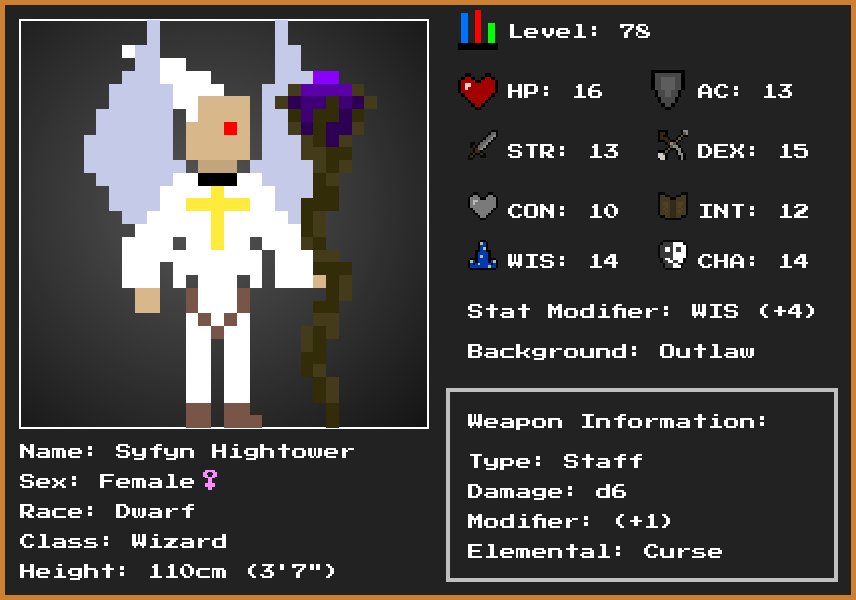 Level: 78
HP: 16
AC: 13
STR: 13
DEX: 15
CON: 10
INT: 12
WIS: 14
CHA: 14
Stat Modifier: WIS (+4)
Background: Outlaw
Weapon Information:
Type: Staff
Damage: d6
Modifier: (+1)
Elemental: Curse
Name: Syfyn Hightower
Sex: Female♀
Race: Dwarf
Class: Wizard
Height: 110cm (3'7")